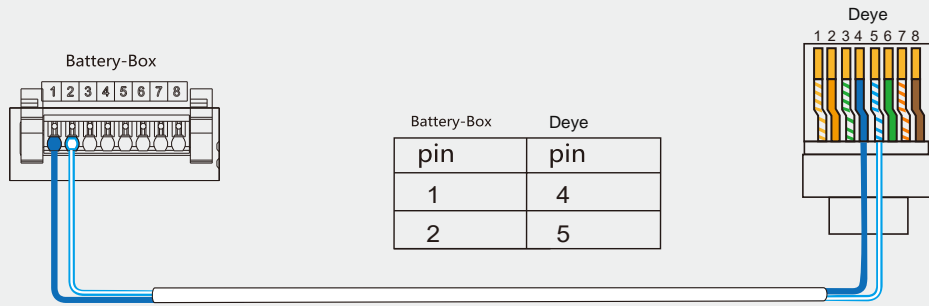 Deye
1 2 3 4 5 6 7 8
Battery-Box
1 2 3 4 5 6 7 8
Battery-Box Deye
pin pin
1 4
2 5